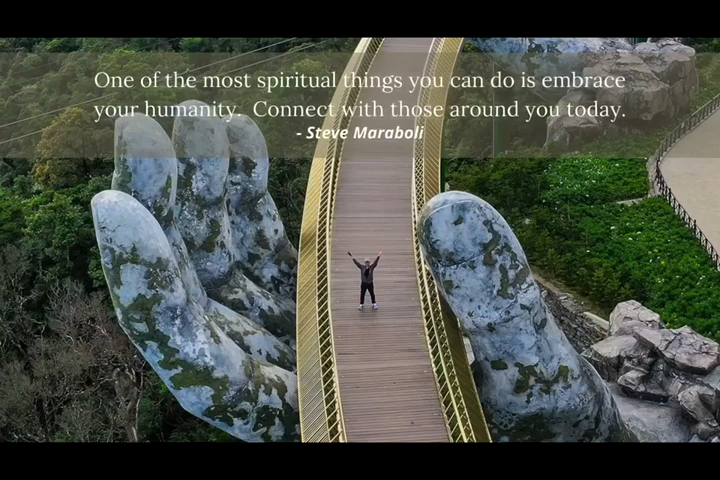 One of the most spiritual things you can do is embrace
your humanity.  Connect with those around you today.
- Steve Maraboli